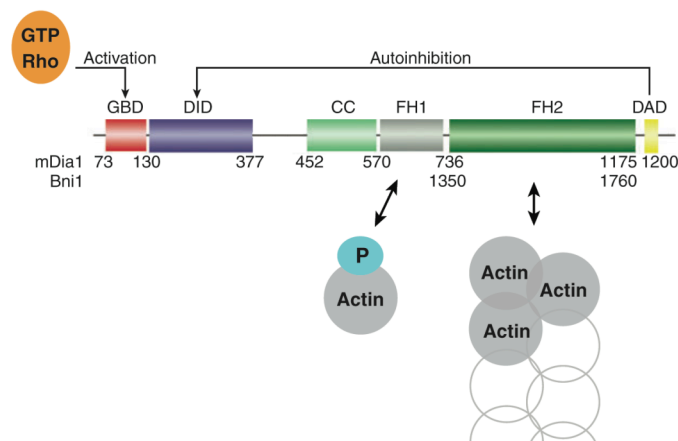 GTP
Rho
Activation
Autoinhibition
GBD DID CC FH1 FH2 DAD
mDia1 73 130 377 452 570 736 1175 1200
Bni1 1350 1760
P
Actin
Actin
Actin
Actin